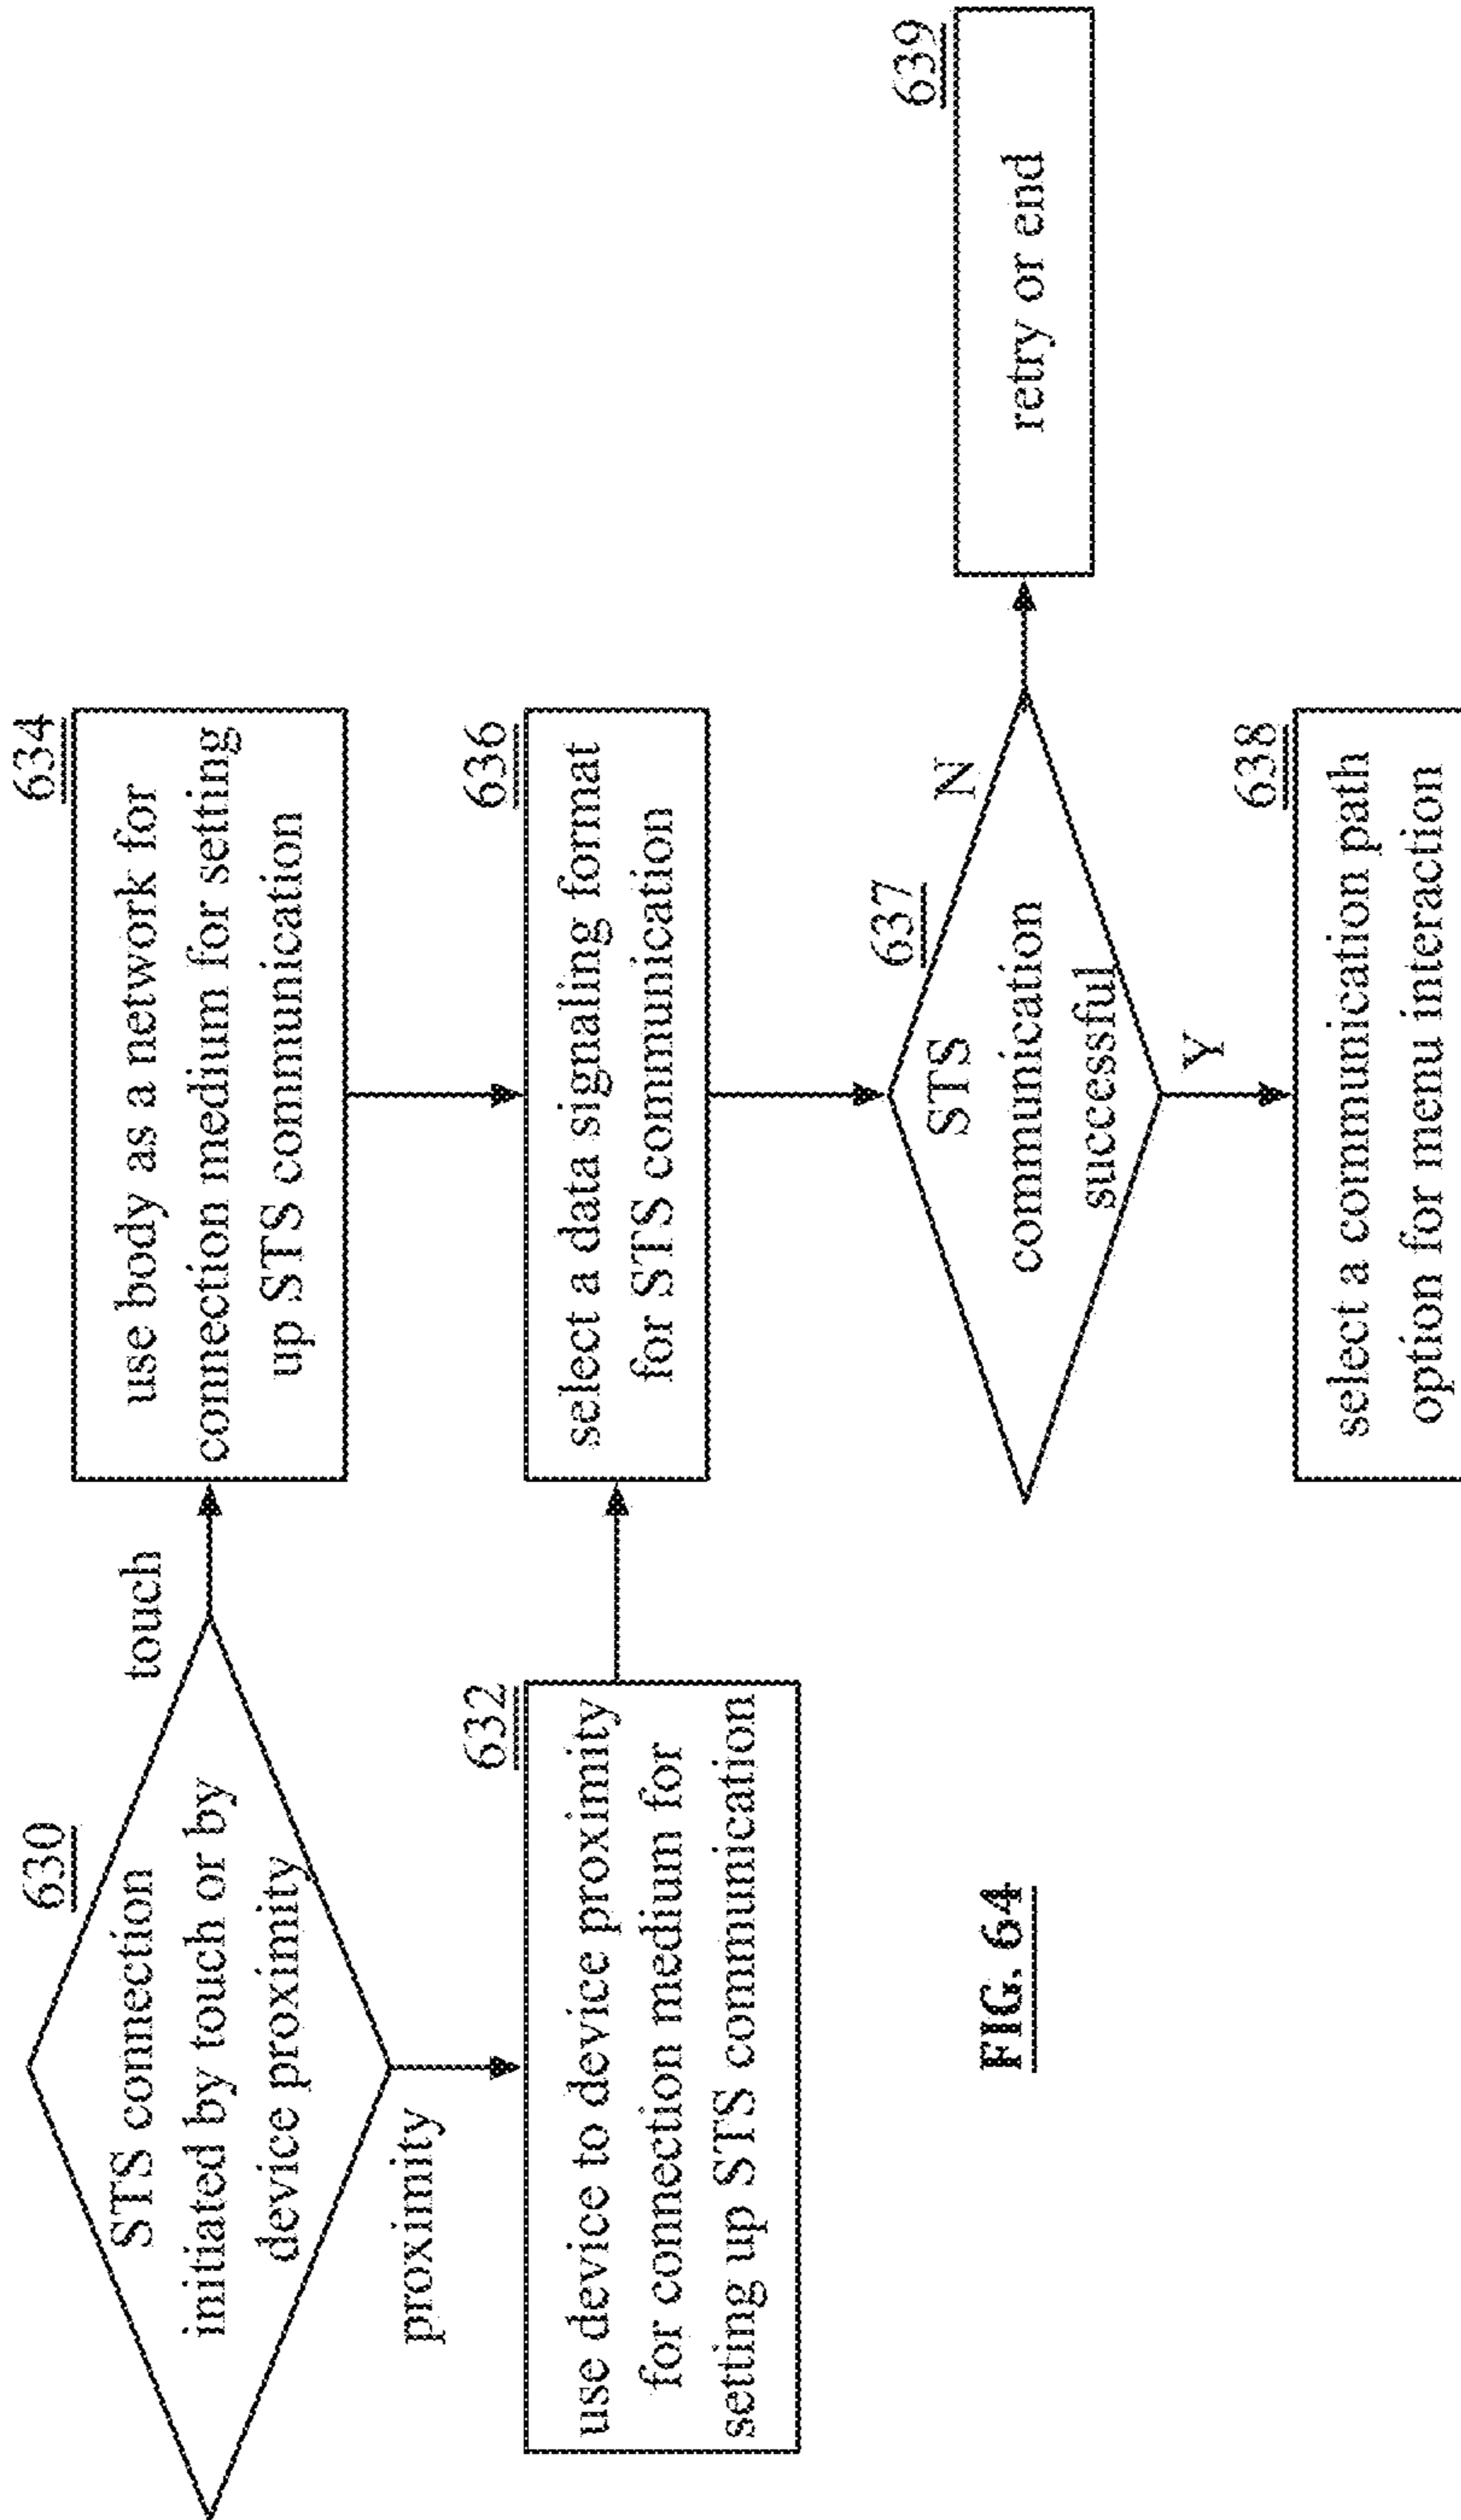 630
STS connection
initiated by touch or by
device proximity
touch
proximity
634
use body as a network for
connection medium for setting
up STS communication
632
use device to device proximity
for connection medium for
setting up STS communication
636
select a data signaling format
for STS communication
637
STS
communication
successful
N
Y
639
retry or end
638
select a communication path
option for menu interaction
FIG. 64